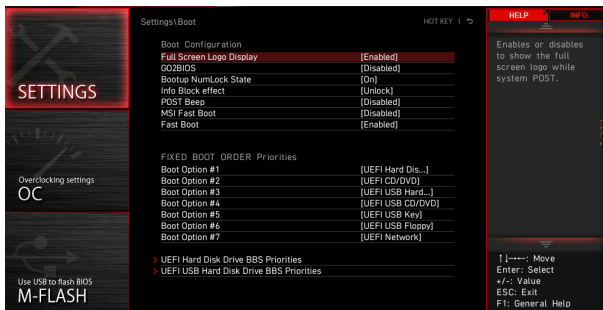 Settings\Boot
HOT KEY | ⮌
HELP
INFO
SETTINGS
Overclocking settings
OC
Use USB to flash BIOS
M-FLASH
Boot Configuration
Full Screen Logo Display [Enabled]
GO2BIOS [Disabled]
Bootup NumLock State [On]
Info Block effect [Unlock]
POST Beep [Disabled]
MSI Fast Boot [Disabled]
Fast Boot [Enabled]
FIXED BOOT ORDER Priorities
Boot Option #1 [UEFI Hard Dis...]
Boot Option #2 [UEFI CD/DVD]
Boot Option #3 [UEFI USB Hard...]
Boot Option #4 [UEFI USB CD/DVD]
Boot Option #5 [UEFI USB Key]
Boot Option #6 [UEFI USB Floppy]
Boot Option #7 [UEFI Network]
> UEFI Hard Disk Drive BBS Priorities
> UEFI USB Hard Disk Drive BBS Priorities
Enables or disables
to show the full
screen logo while
system POST.
↑↓→←: Move
Enter: Select
+/-: Value
ESC: Exit
F1: General Help